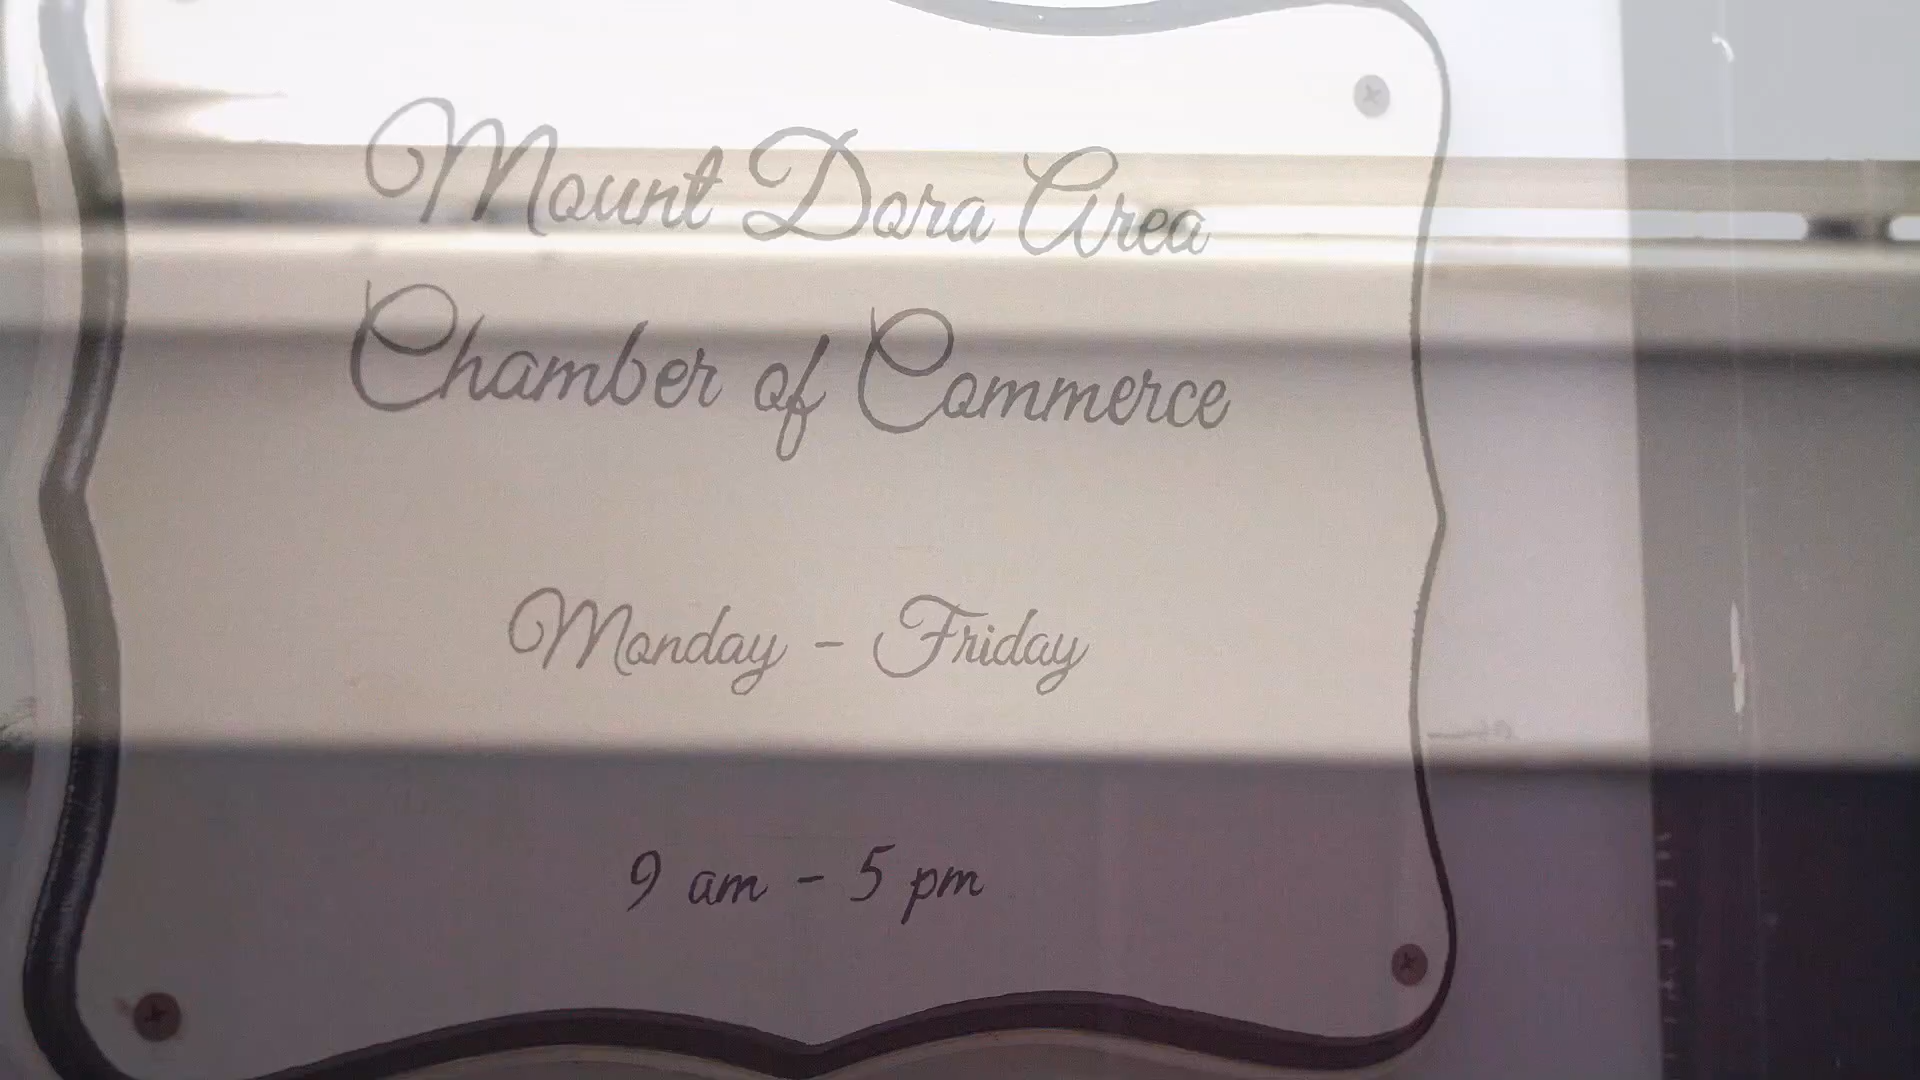 Mount Dora Area
Chamber of Commerce
Monday - Friday
9 am - 5 pm